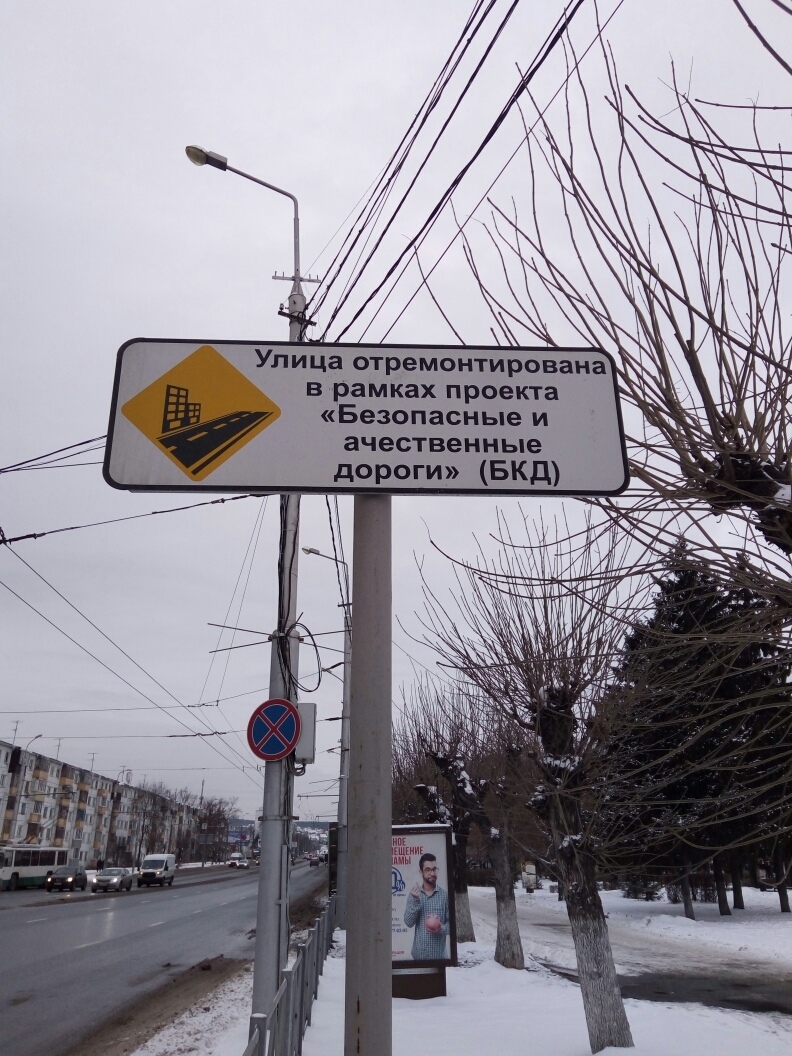 Улица отремонтирована
в рамках проекта
«Безопасные и
ачественные
дороги» (БКД)